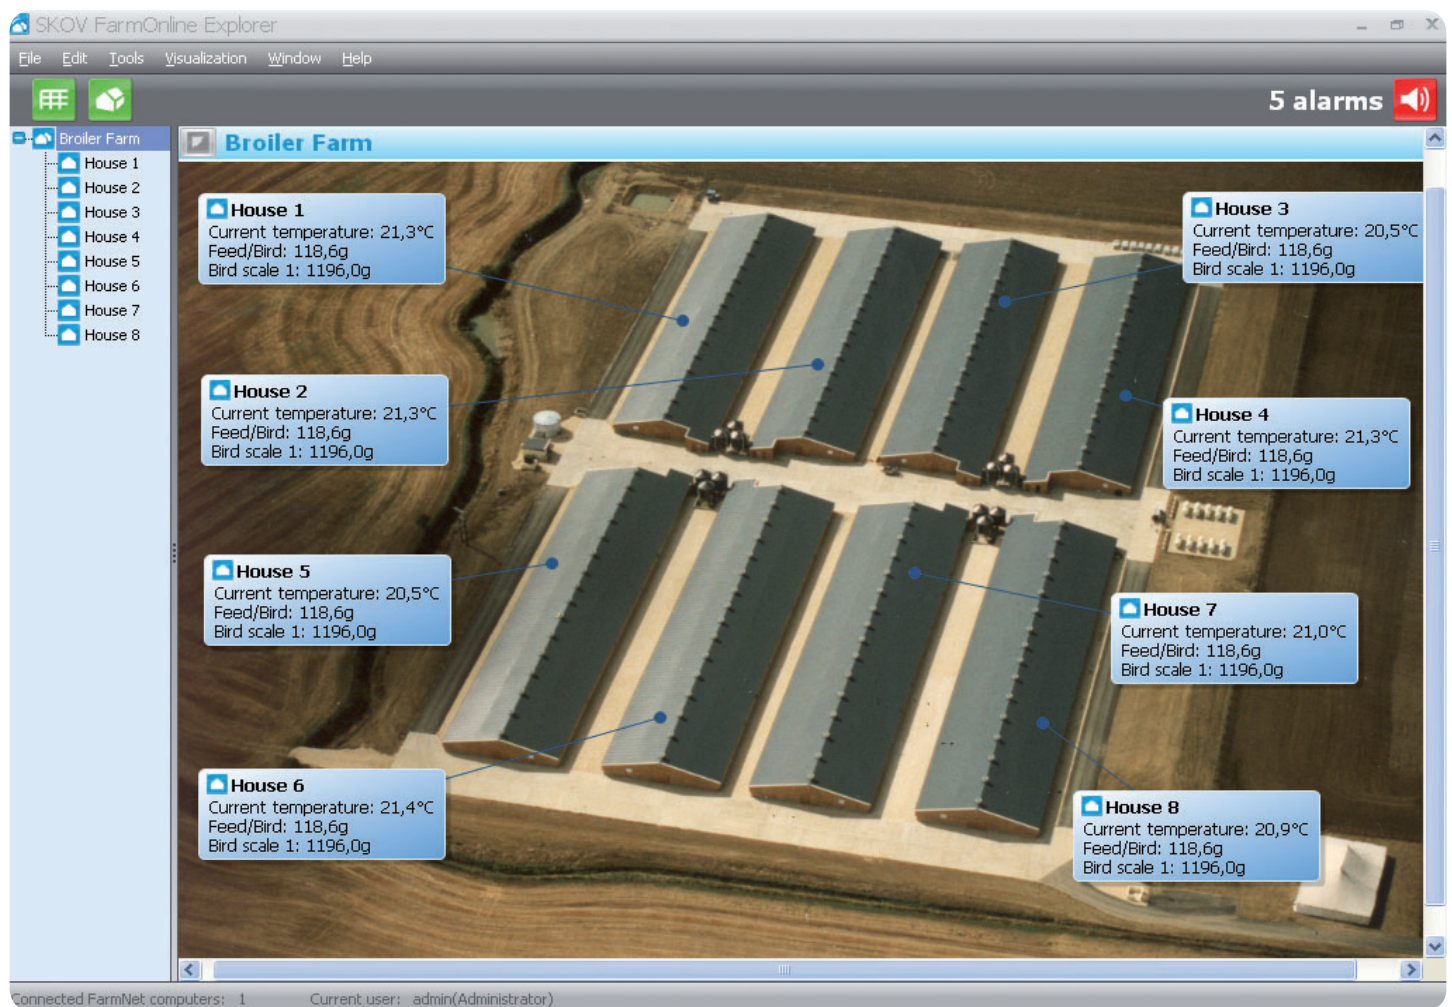 SKOV FarmOnline Explorer
File Edit Tools Visualization Window Help
5 alarms
Broiler Farm
House 1
House 2
House 3
House 4
House 5
House 6
House 7
House 8
Broiler Farm
House 1
Current temperature: 21,3°C
Feed/Bird: 118,6g
Bird scale 1: 1196,0g
House 3
Current temperature: 20,5°C
Feed/Bird: 118,6g
Bird scale 1: 1196,0g
House 2
Current temperature: 21,3°C
Feed/Bird: 118,6g
Bird scale 1: 1196,0g
House 4
Current temperature: 21,3°C
Feed/Bird: 118,6g
Bird scale 1: 1196,0g
House 5
Current temperature: 20,5°C
Feed/Bird: 118,6g
Bird scale 1: 1196,0g
House 7
Current temperature: 21,0°C
Feed/Bird: 118,6g
Bird scale 1: 1196,0g
House 6
Current temperature: 21,4°C
Feed/Bird: 118,6g
Bird scale 1: 1196,0g
House 8
Current temperature: 20,9°C
Feed/Bird: 118,6g
Bird scale 1: 1196,0g
Connected FarmNet computers: 1 Current user: admin(Administrator)